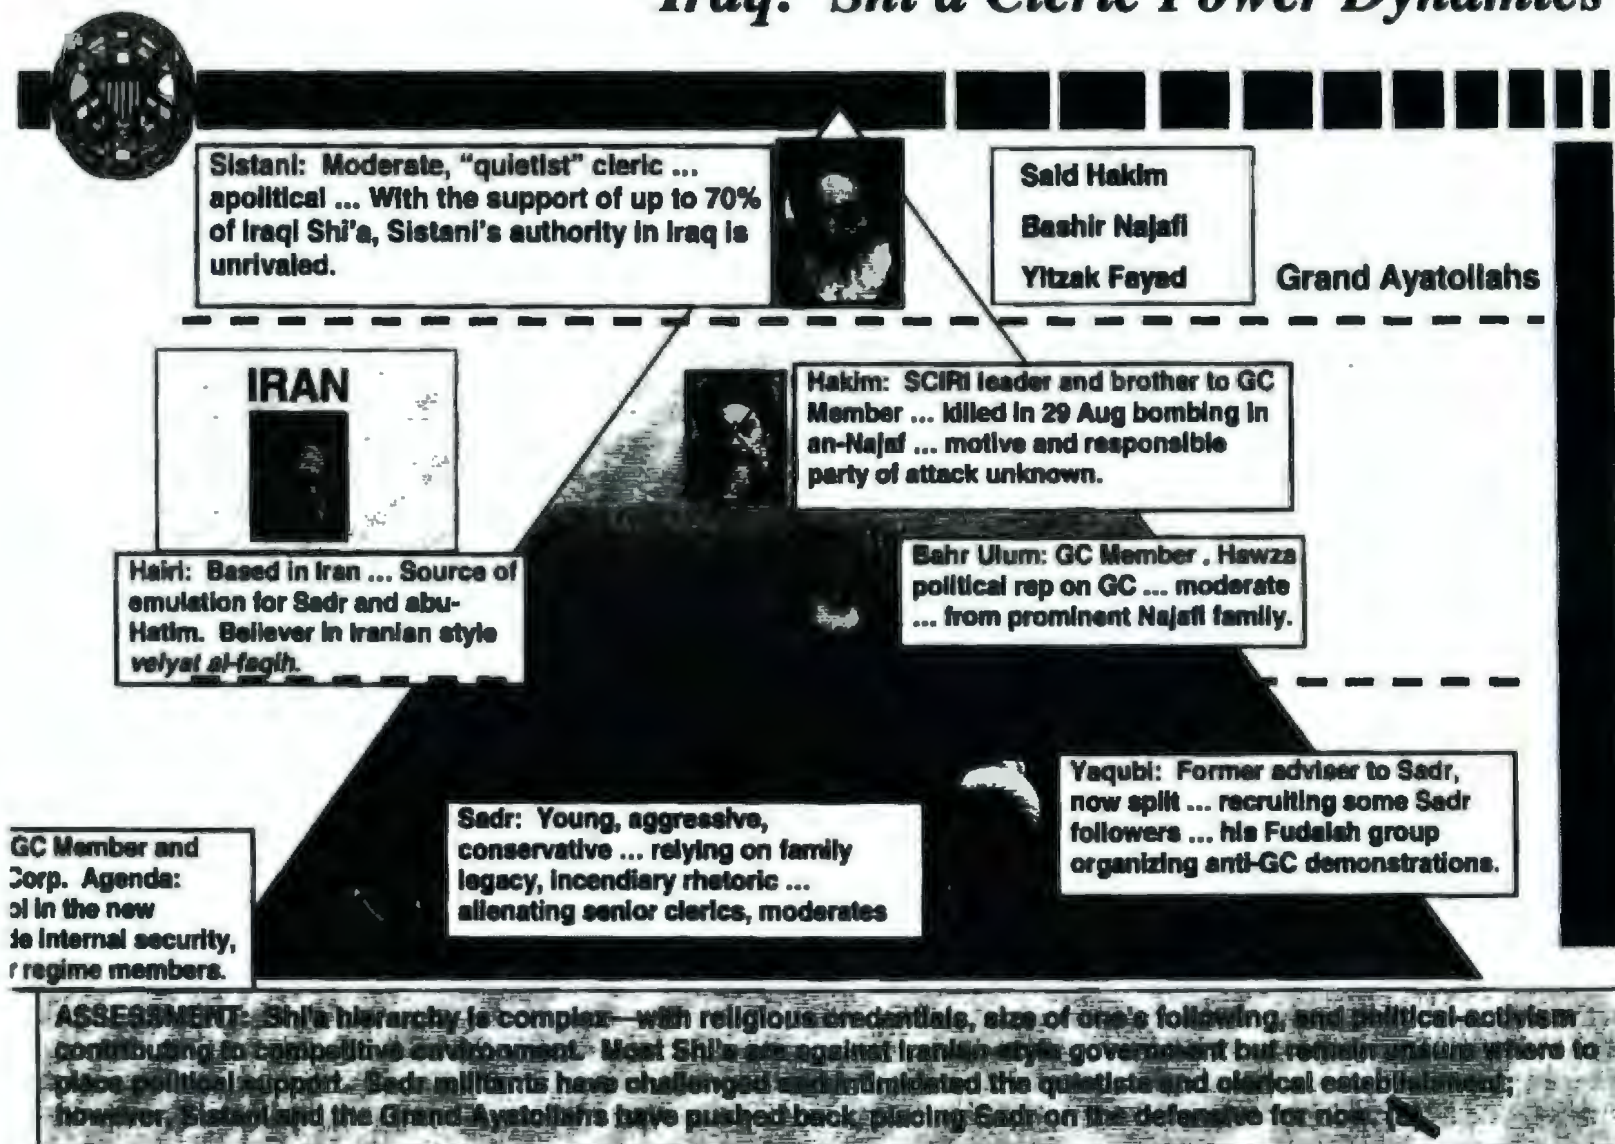 Iraq: Shi'a Cleric Power Dynamics
Sistani: Moderate, "quietist" cleric ...
apolitical ... With the support of up to 70%
of Iraqi Shi'a, Sistani's authority in Iraq is
unrivaled.
Said Hakim
Bashir Najafi
Yitzak Fayad
Grand Ayatollahs
IRAN
Hakim: SCIRI leader and brother to GC
Member ... killed in 29 Aug bombing in
an-Najaf ... motive and responsible
party of attack unknown.
Hairi: Based in Iran ... Source of
emulation for Sadr and abu-
Hatim. Believer in Iranian style
velyat al-faqih.
Bahr Ulum: GC Member . Hawza
political rep on GC ... moderate
... from prominent Najafi family.
Yaqubi: Former adviser to Sadr,
now split ... recruiting some Sadr
followers ... his Fudalah group
organizing anti-GC demonstrations.
Sadr: Young, aggressive,
conservative ... relying on family
legacy, incendiary rhetoric ...
alienating senior clerics, moderates
GC Member and
Corp. Agenda:
ol in the new
de internal security,
r regime members.
ASSESSMENT: Shi'a hierarchy is complex—with religious credentials, size of one's following, and political activism
contributing to competitive environment. Most Shi'a are against Iranian style government but remain unsure where to
place political support. Sadr militants have challenged and intimidated the quietists and clerical establishment;
however, Sistani and the Grand Ayatollahs have pushed back, placing Sadr on the defensive for now.